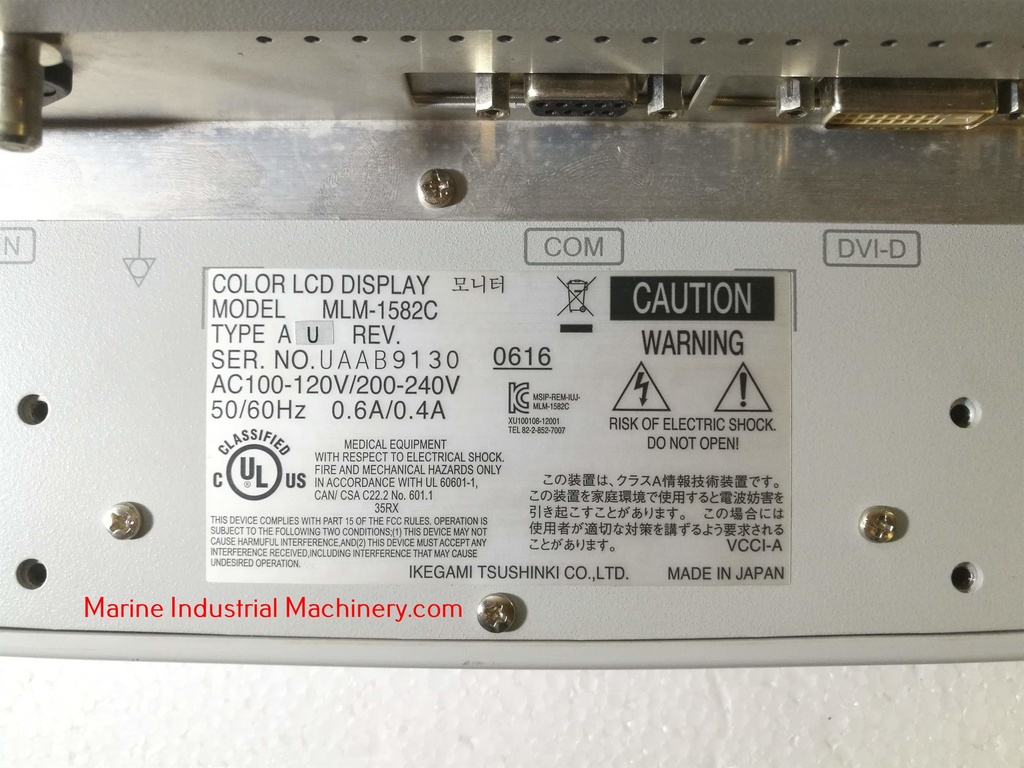 N
COM
DVI-D
COLOR LCD DISPLAY 모니터
MODEL MLM-1582C
TYPE A U REV.
SER. NO. UAAB9130 0616
AC100-120V/200-240V
50/60Hz 0.6A/0.4A
MSIP-REM-IUJ-
MLM-1582C
XU100108-12001
TEL 82-2-852-7007
CAUTION
WARNING
RISK OF ELECTRIC SHOCK.
DO NOT OPEN!
CLASSIFIED
C UL US
MEDICAL EQUIPMENT
WITH RESPECT TO ELECTRICAL SHOCK.
FIRE AND MECHANICAL HAZARDS ONLY
IN ACCORDANCE WITH UL 60601-1,
CAN/ CSA C22.2 No. 601.1
35RX
THIS DEVICE COMPLIES WITH PART 15 OF THE FCC RULES. OPERATION IS
SUBJECT TO THE FOLLOWING TWO CONDITIONS;(1) THIS DEVICE MAY NOT
CAUSE HARMUFUL INTERFERENCE,AND(2) THIS DEVICE MUST ACCEPT ANY
INTERFERENCE RECEIVED,INCLUDING INTERFERENCE THAT MAY CAUSE
UNDESIRED OPERATION.
この装置は、クラスA情報技術装置です。
この装置を家庭環境で使用すると電波妨害を
引き起こすことがあります。 この場合には
使用者が適切な対策を講ずるよう要求される
ことがあります。 VCCI-A
IKEGAMI TSUSHINKI CO.,LTD. MADE IN JAPAN
Marine Industrial Machinery.com